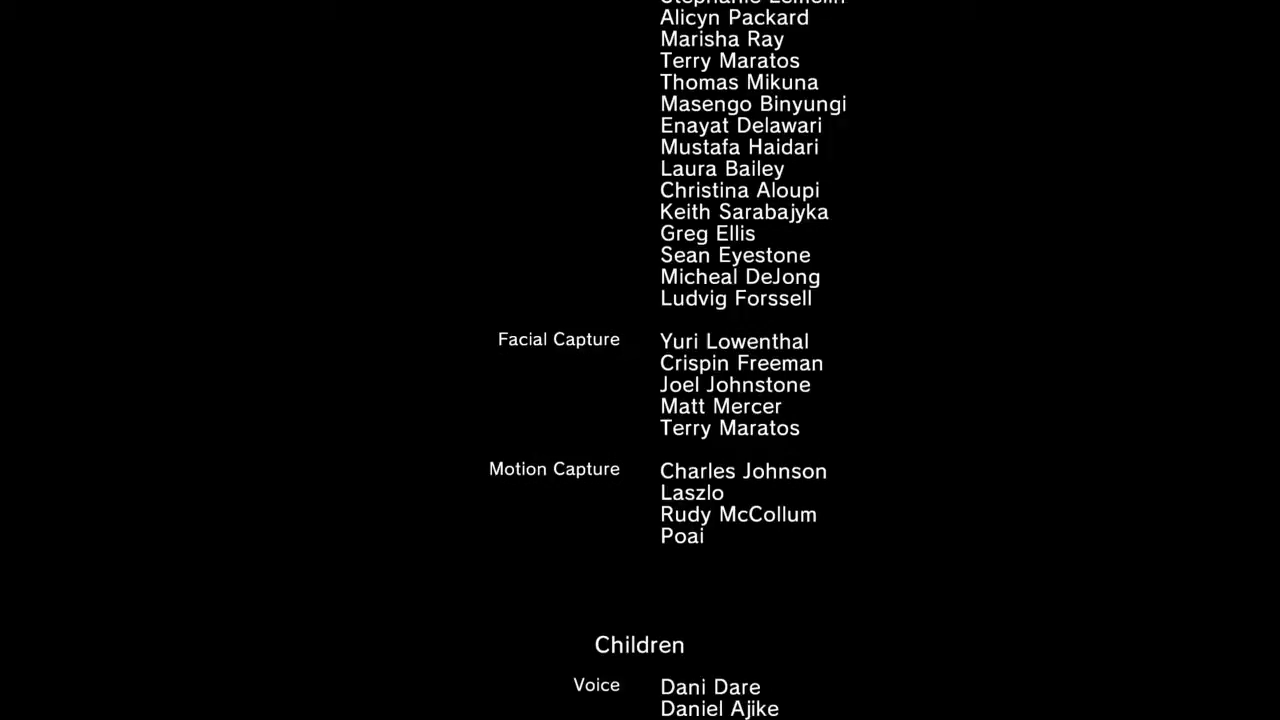 Stephanie Lemelin
Alicyn Packard
Marisha Ray
Terry Maratos
Thomas Mikuna
Masengo Binyungi
Enayat Delawari
Mustafa Haidari
Laura Bailey
Christina Aloupi
Keith Sarabajyka
Greg Ellis
Sean Eyestone
Micheal DeJong
Ludvig Forssell
Facial Capture Yuri Lowenthal
Crispin Freeman
Joel Johnstone
Matt Mercer
Terry Maratos
Motion Capture Charles Johnson
Laszlo
Rudy McCollum
Poai
Children
Voice Dani Dare
Daniel Ajike